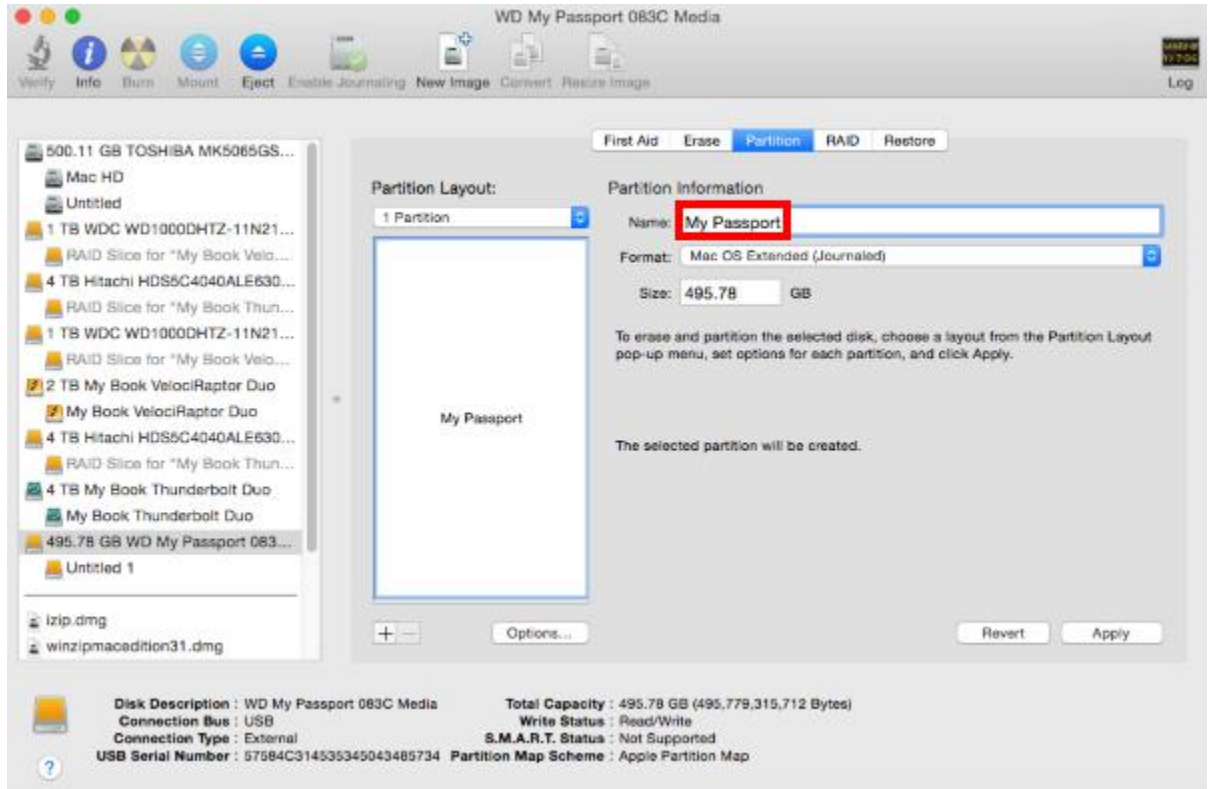 WD My Passport 083C Media
Verify Info Burn Mount Eject Enable Journaling New Image Convert Resize Image Log
First Aid Erase Partition RAID Restore
500.11 GB TOSHIBA MK5065GS...
Mac HD
Untitled
1 TB WDC WD1000DHTZ-11N21...
RAID Slice for "My Book Velo...
4 TB Hitachi HDS5C4040ALE630...
RAID Slice for "My Book Thun...
1 TB WDC WD1000DHTZ-11N21...
RAID Slice for "My Book Velo...
2 TB My Book VelociRaptor Duo
My Book VelociRaptor Duo
4 TB Hitachi HDS5C4040ALE630...
RAID Slice for "My Book Thun...
4 TB My Book Thunderbolt Duo
My Book Thunderbolt Duo
495.78 GB WD My Passport 083...
Untitled 1
izip.dmg
winzipmacedition31.dmg
Partition Layout:
1 Partition
My Passport
+ −
Options...
Partition Information
Name: My Passport
Format: Mac OS Extended (Journaled)
Size: 495.78 GB
To erase and partition the selected disk, choose a layout from the Partition Layout
pop-up menu, set options for each partition, and click Apply.
The selected partition will be created.
Revert Apply
Disk Description : WD My Passport 083C Media
Connection Bus : USB
Connection Type : External
USB Serial Number : 57584C314535345043485734
Total Capacity : 495.78 GB (495,779,315,712 Bytes)
Write Status : Read/Write
S.M.A.R.T. Status : Not Supported
Partition Map Scheme : Apple Partition Map
?